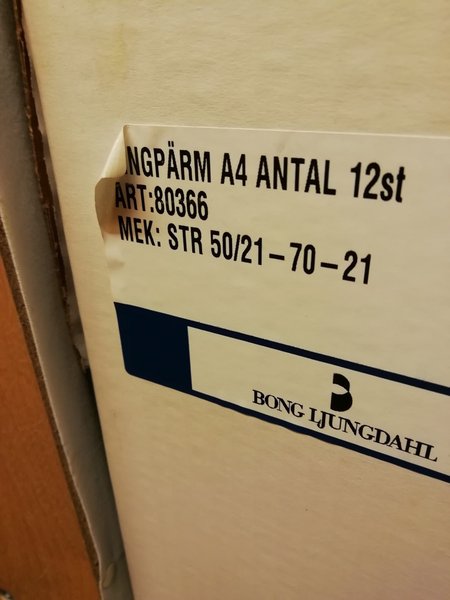 NGPÄRM A4 ANTAL 12st
ART:80366
MEK: STR 50/21-70-21
BONG LJUNGDAHL